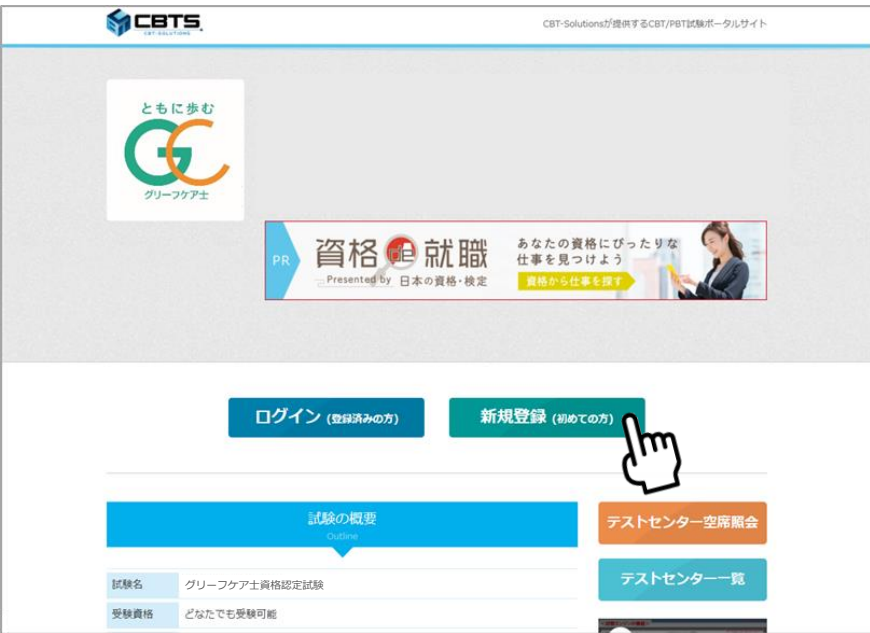 CBTS
CBT-SOLUTIONS
CBT-Solutionsが提供するCBT/PBT試験ポータルサイト
ともに歩む
GC
グリーフケア士
PR
資格de就職
Presented by 日本の資格・検定
あなたの資格にぴったりな
仕事を見つけよう
資格から仕事を探す
ログイン (登録済みの方)
新規登録 (初めての方)
試験の概要
Outline
テストセンター空席照会
テストセンター一覧
試験名 グリーフケア士資格認定試験
受験資格 どなたでも受験可能